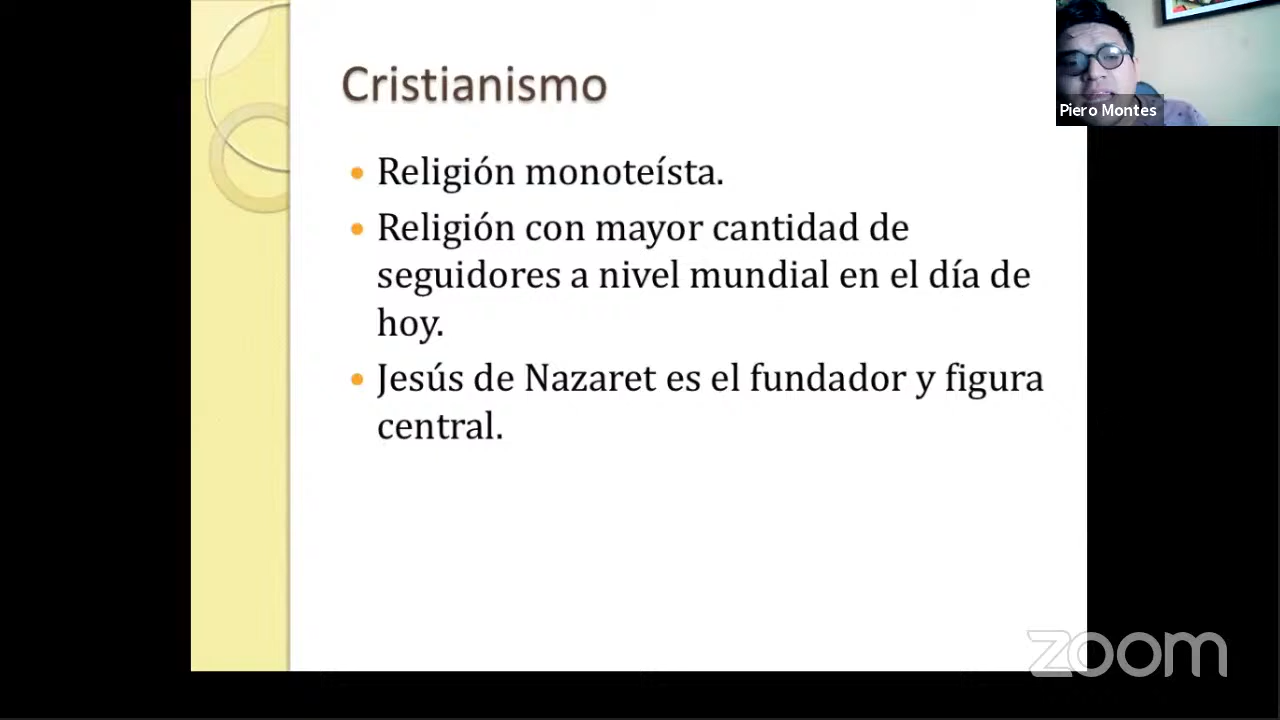 Cristianismo
Piero Montes
• Religión monoteísta.
• Religión con mayor cantidad de
seguidores a nivel mundial en el día de
hoy.
• Jesús de Nazaret es el fundador y figura
central.
zoom